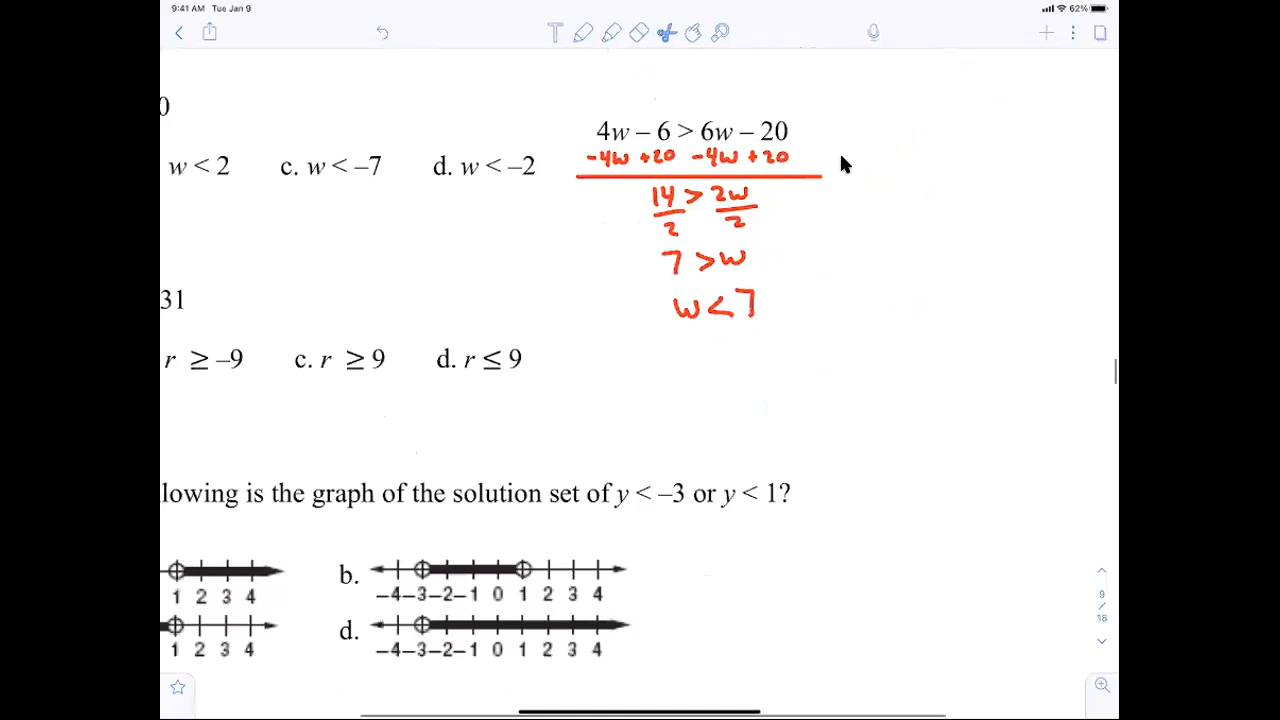 9:41 AM Tue Jan 9
62%
0
w < 2 c. w < –7 d. w < –2
4w – 6 > 6w – 20
-4w +20 -4w +20
14 > 2w
2 2
7 > w
w < 7
31
r ≥ –9 c. r ≥ 9 d. r ≤ 9
lowing is the graph of the solution set of y < –3 or y < 1?
1 2 3 4
b.
–4 –3 –2 –1 0 1 2 3 4
1 2 3 4
d.
–4 –3 –2 –1 0 1 2 3 4
9
/
18